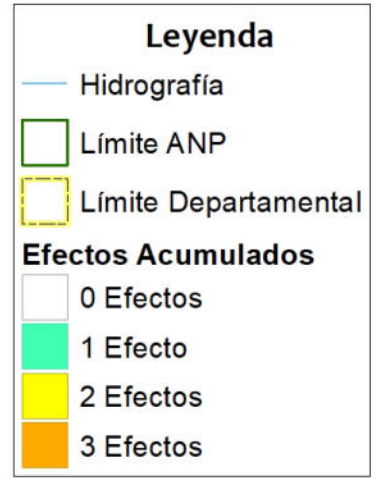 Leyenda
Hidrografía
Límite ANP
Límite Departamental
Efectos Acumulados
0 Efectos
1 Efecto
2 Efectos
3 Efectos